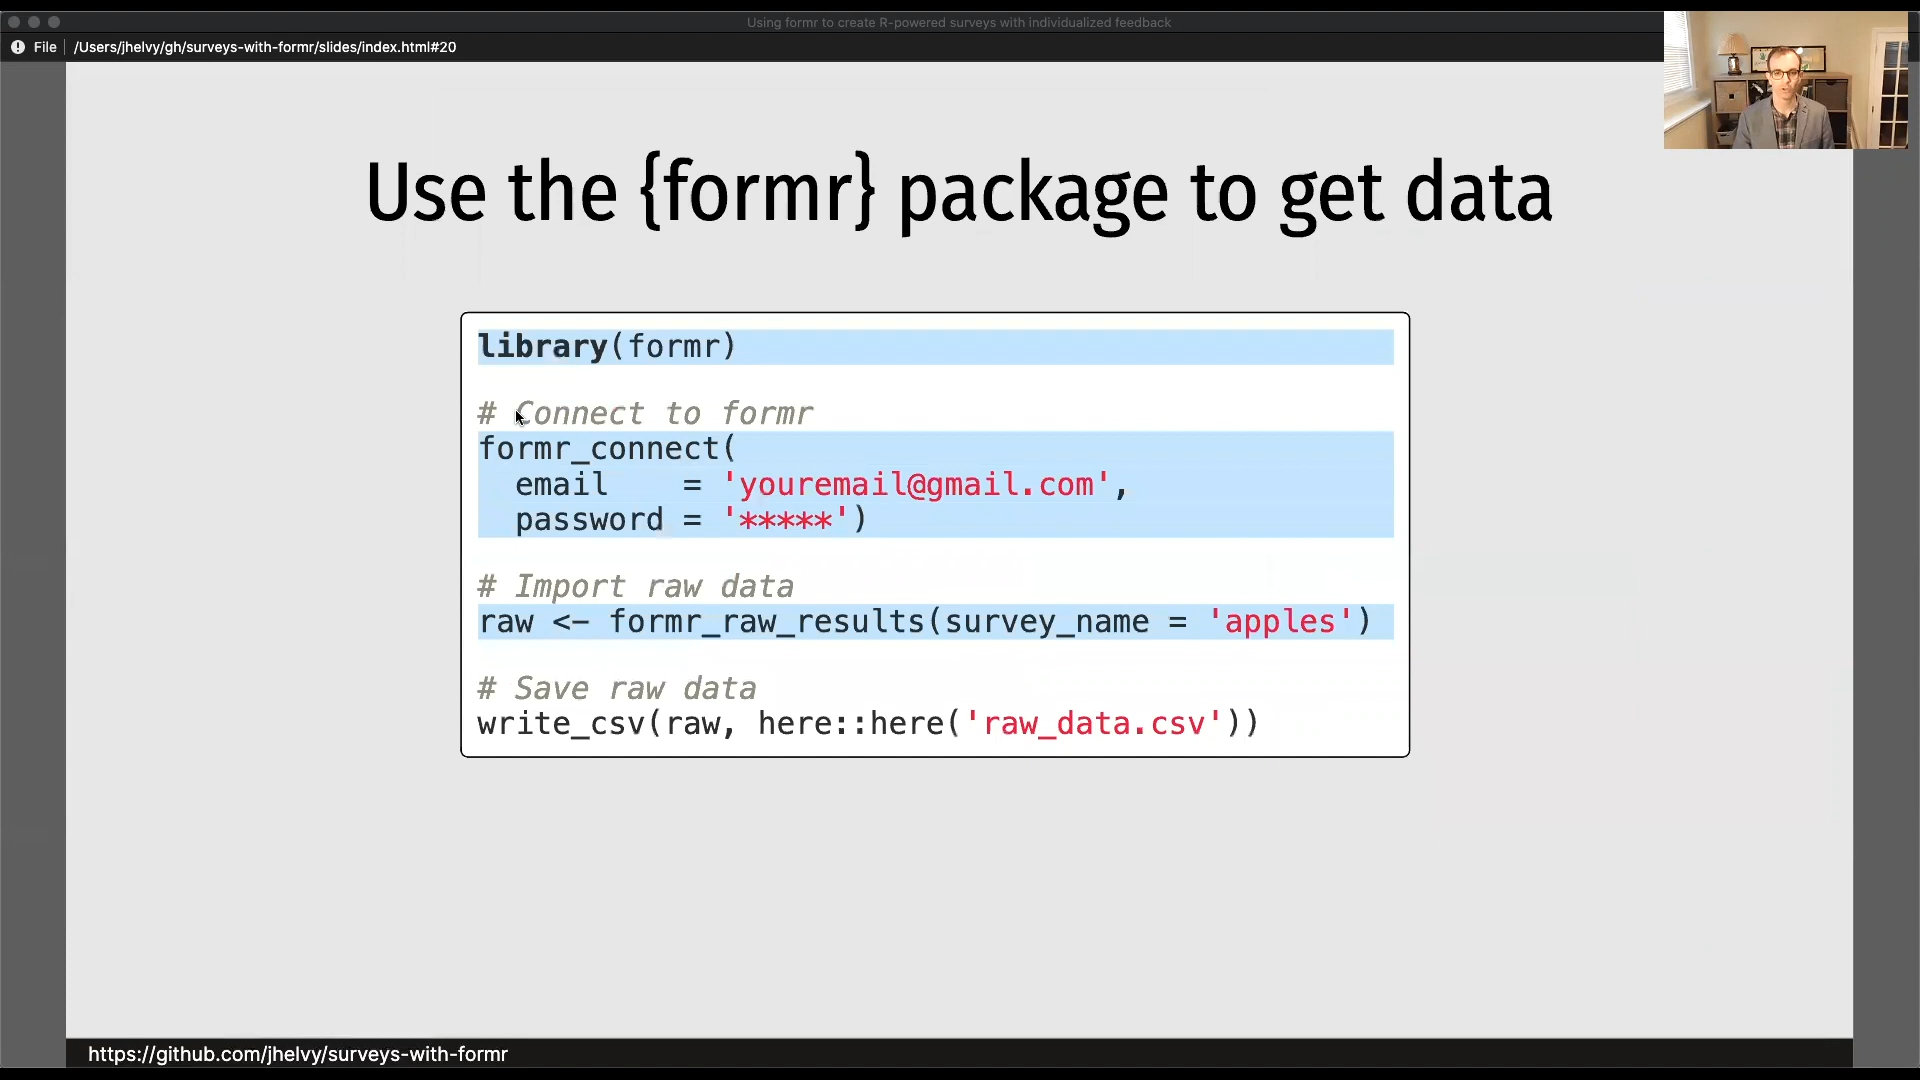 Using formr to create R-powered surveys with individualized feedback
File /Users/jhelvy/gh/surveys-with-formr/slides/index.html#20
Use the {formr} package to get data
library(formr)
# Connect to formr
formr_connect(
email = 'youremail@gmail.com',
password = '*****')
# Import raw data
raw <- formr_raw_results(survey_name = 'apples')
# Save raw data
write_csv(raw, here::here('raw_data.csv'))
https://github.com/jhelvy/surveys-with-formr